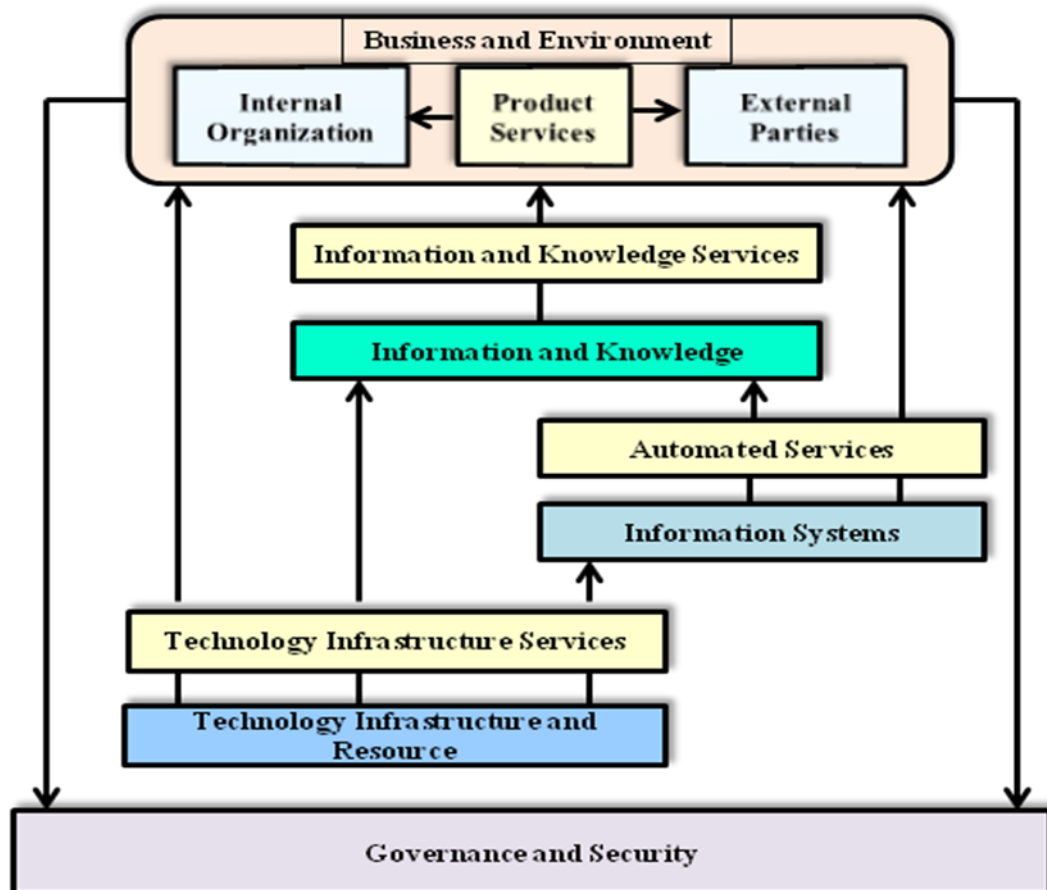 Business and Environment
Internal
Organization
Product
Services
External
Parties
Information and Knowledge Services
Information and Knowledge
Automated Services
Information Systems
Technology Infrastructure Services
Technology Infrastructure and
Resource
Governance and Security